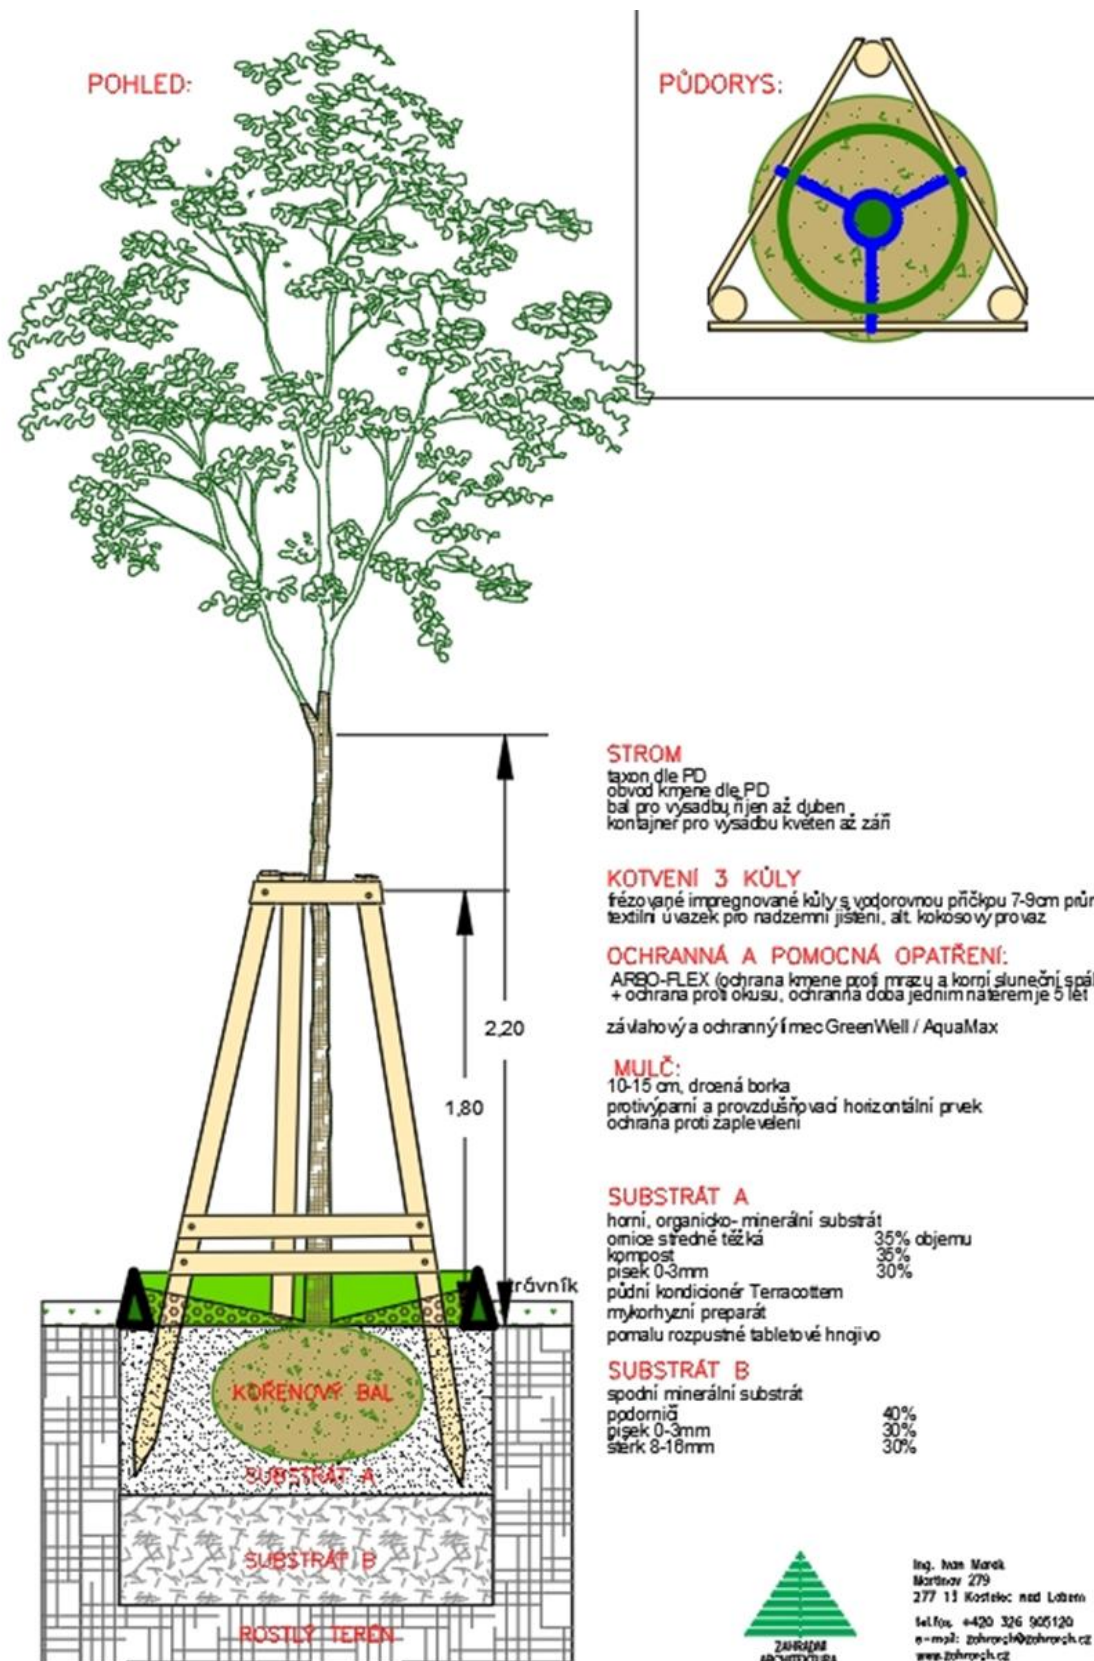 POHLED:
PŮDORYS:
STROM
taxon dle PD
obvod kmene dle PD
bal pro výsadbu říjen až duben
kontajner pro výsadbu květen až září
KOTVENÍ 3 KŮLY
frézované impregnované kůly s vodorovnou příčkou 7-9cm prům
textilní úvazek pro nadzemní jištění, alt. kokosový provaz
OCHRANNÁ A POMOCNÁ OPATŘENÍ:
ARBO-FLEX (ochrana kmene proti mrazu a korní sluneční spál
+ ochrana proti okusu, ochranná doba jedním natěrem je 5 let
závlahový a ochranný límec GreenWell / AquaMax
2,20
1,80
MULČ:
10-15 cm, drcená borka
protivýparní a provzdušňovací horizontální prvek
ochrana proti zaplevelení
SUBSTRÁT A
horní, organicko- minerální substrát
ornice středně těžká 35% objemu
kompost 35%
písek 0-3mm 30%
půdní kondicionér Terracottem
mykorhyzní preparát
pomalu rozpustné tabletové hnojivo
trávník
SUBSTRÁT B
spodní minerální substrát
podorničí 40%
písek 0-3mm 30%
štěrk 8-16mm 30%
KOŘENOVÝ BAL
SUBSTRÁT A
SUBSTRÁT B
ROSTLÝ TERÉN
ZAHRADNÍ
ARCHITEKTURA
Ing. Ivan Marek
Martinov 279
277 13 Kostelec nad Labem
tel.fax. +420 326 905120
e-mail: zahrarch@zahrarch.cz
www.zahrarch.cz